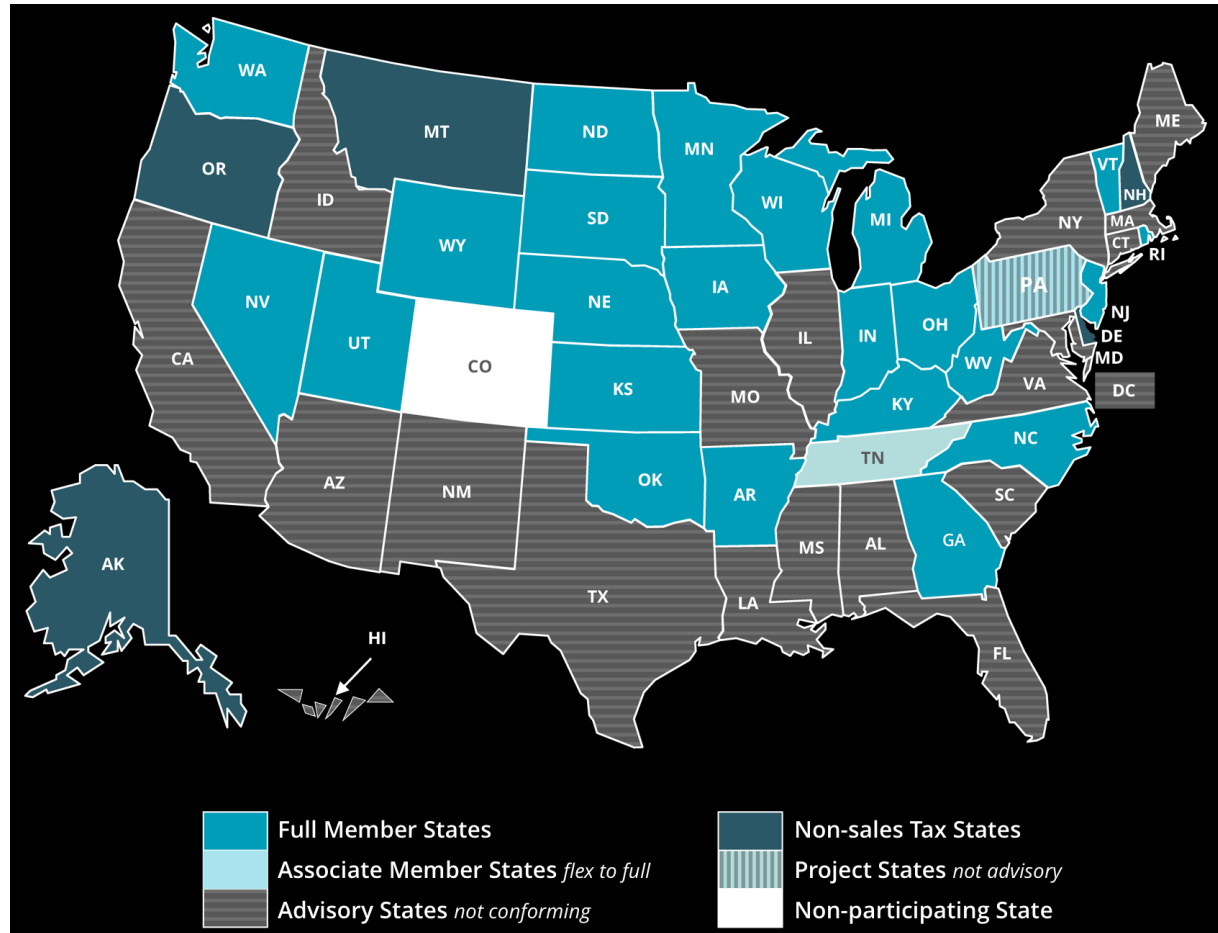 WA
MT
ND
MN
ME
OR
ID
VT
NH
WI
MI
SD
NY
MA
WY
CT
RI
IA
PA
NE
NV
NJ
OH
IL
IN
UT
DE
CA
MD
CO
WV
KS
VA
DC
MO
KY
NC
TN
OK
AZ
NM
AR
SC
GA
MS
AL
AK
TX
LA
HI
FL
Full Member States
Associate Member States flex to full
Advisory States not conforming
Non-sales Tax States
Project States not advisory
Non-participating State